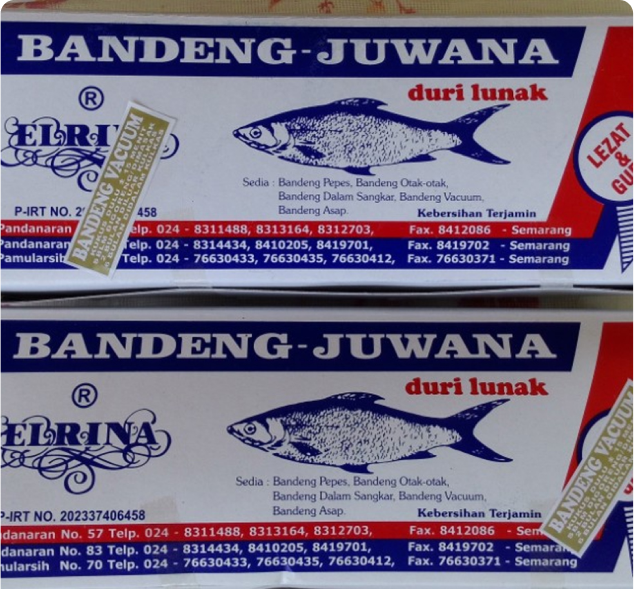 BANDENG-JUWANA
duri lunak
®
ELRINA
BANDENG VACUUM
LEZAT
&
Sedia : Bandeng Pepes, Bandeng Otak-otak,
Bandeng Dalam Sangkar, Bandeng Vacuum,
Bandeng Asap.
Kebersihan Terjamin
P-IRT NO. 458
Pandanaran Telp. 024 - 8311488, 8313164, 8312703, Fax. 8412086 - Semarang
Pandanaran Telp. 024 - 8314434, 8410205, 8419701, Fax. 8419702 - Semarang
Pamularsih Telp. 024 - 76630433, 76630435, 76630412, Fax. 76630371 - Semarang
BANDENG-JUWANA
duri lunak
®
ELRINA
BANDENG VACUUM
Sedia : Bandeng Pepes, Bandeng Otak-otak,
Bandeng Dalam Sangkar, Bandeng Vacuum,
Bandeng Asap.
Kebersihan Terjamin
P-IRT NO. 202337406458
danaran No. 57 Telp. 024 - 8311488, 8313164, 8312703, Fax. 8412086 - Sem
danaran No. 83 Telp. 024 - 8314434, 8410205, 8419701, Fax. 8419702 - Semaran
ularsih No. 70 Telp. 024 - 76630433, 76630435, 76630412, Fax. 76630371 - Semarang